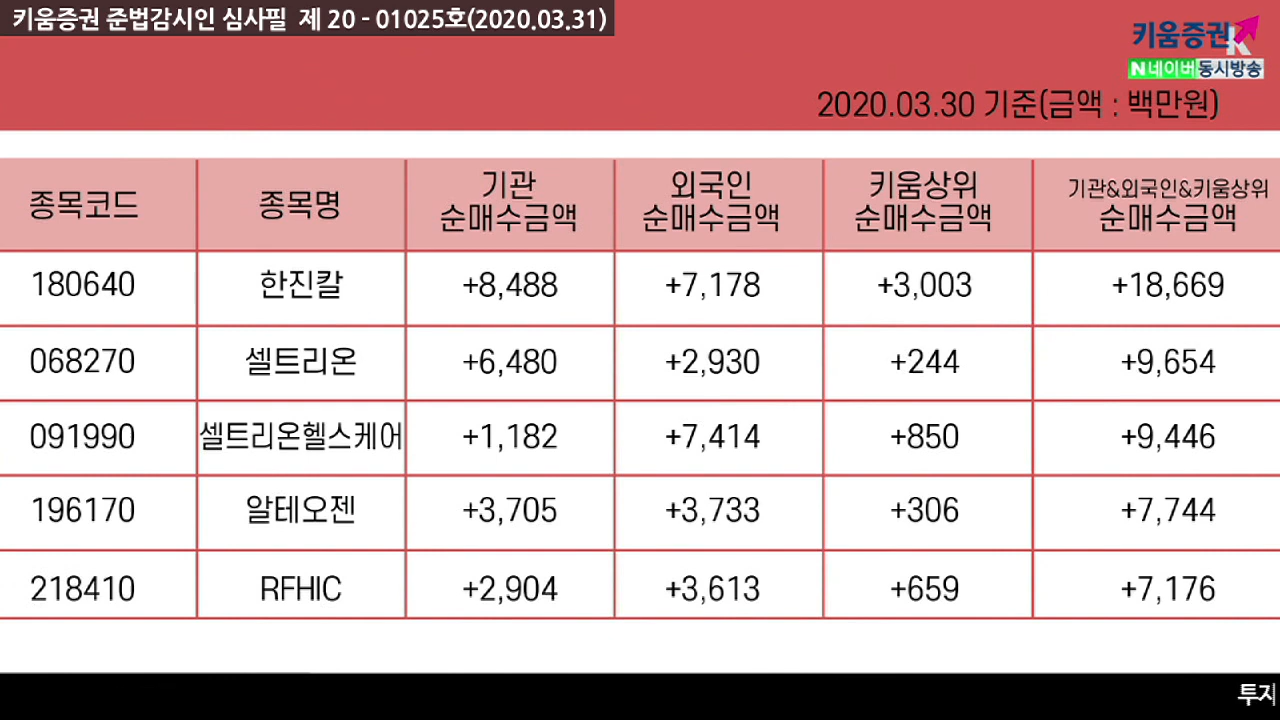 키움증권 준법감시인 심사필 제 20 - 01025호(2020.03.31)
키움증권
K
N 네이버 동시방송
2020.03.30 기준(금액 : 백만원)
종목코드 종목명 기관 순매수금액 외국인 순매수금액 키움상위 순매수금액 기관&외국인&키움상위 순매수금액
180640 한진칼 +8,488 +7,178 +3,003 +18,669
068270 셀트리온 +6,480 +2,930 +244 +9,654
091990 셀트리온헬스케어 +1,182 +7,414 +850 +9,446
196170 알테오젠 +3,705 +3,733 +306 +7,744
218410 RFHIC +2,904 +3,613 +659 +7,176
투지